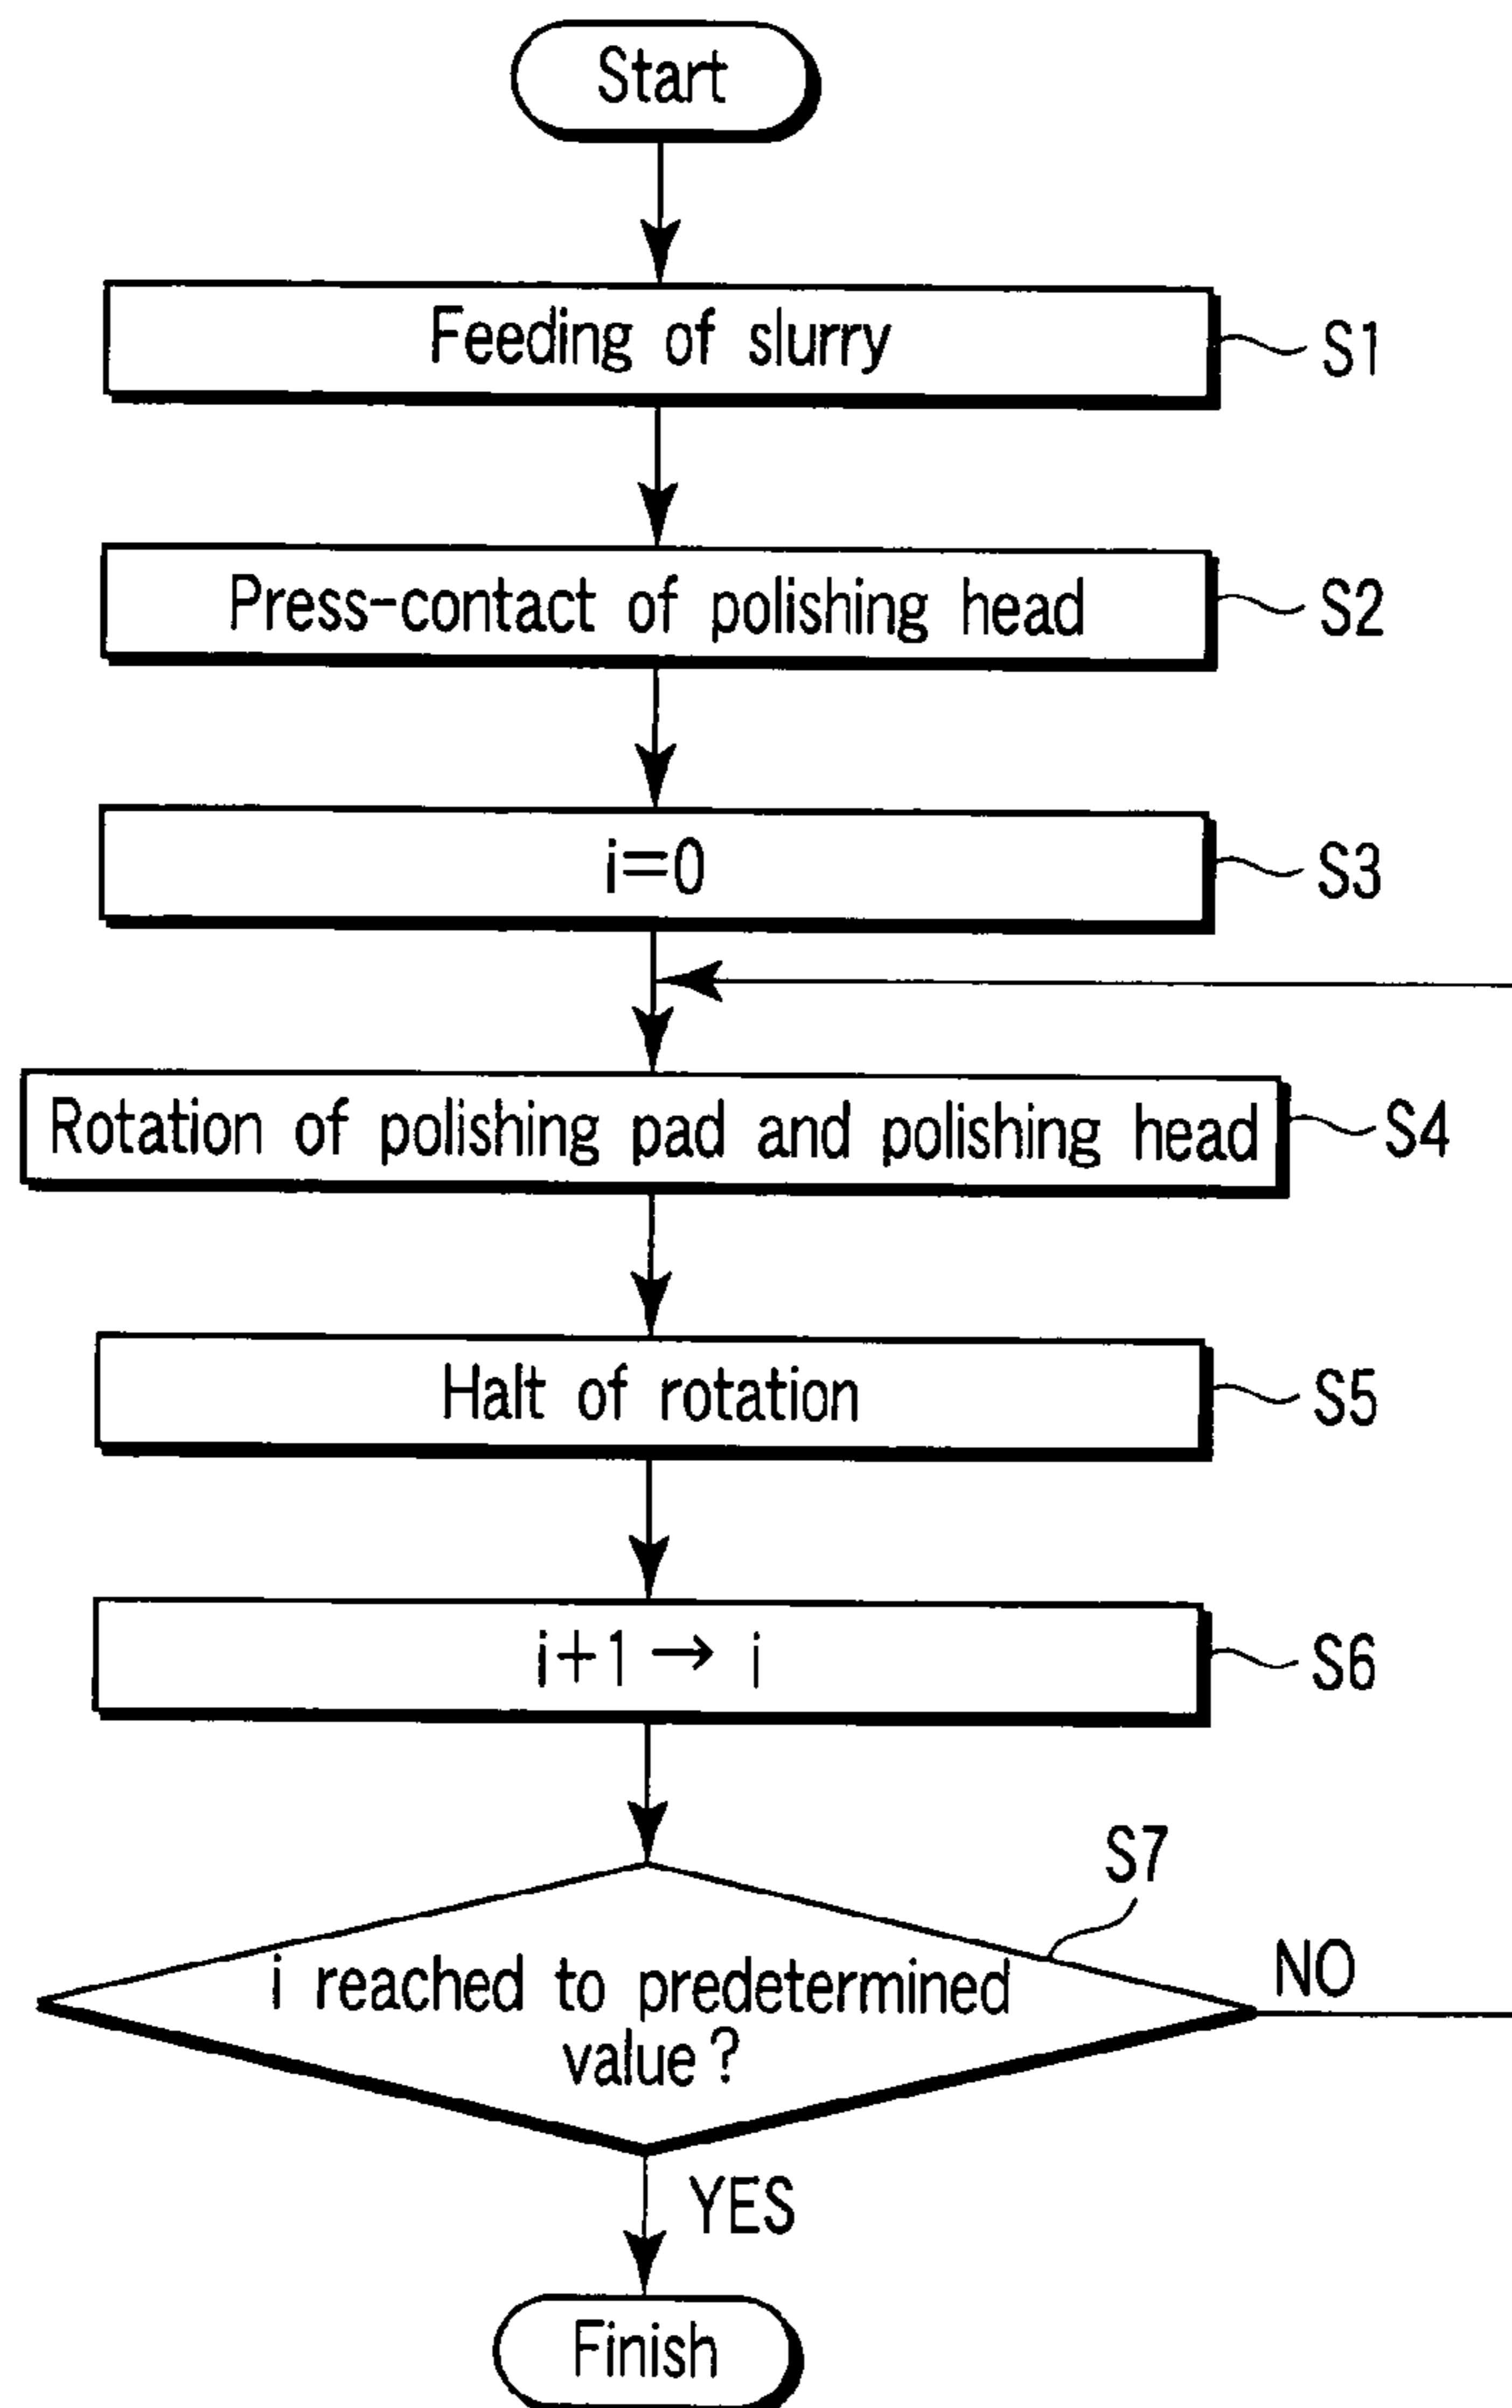 Start
Feeding of slurry
S1
Press-contact of polishing head
S2
i=0
S3
Rotation of polishing pad and polishing head
S4
Halt of rotation
S5
i+1 → i
S6
S7
i reached to predetermined
value?
NO
YES
Finish